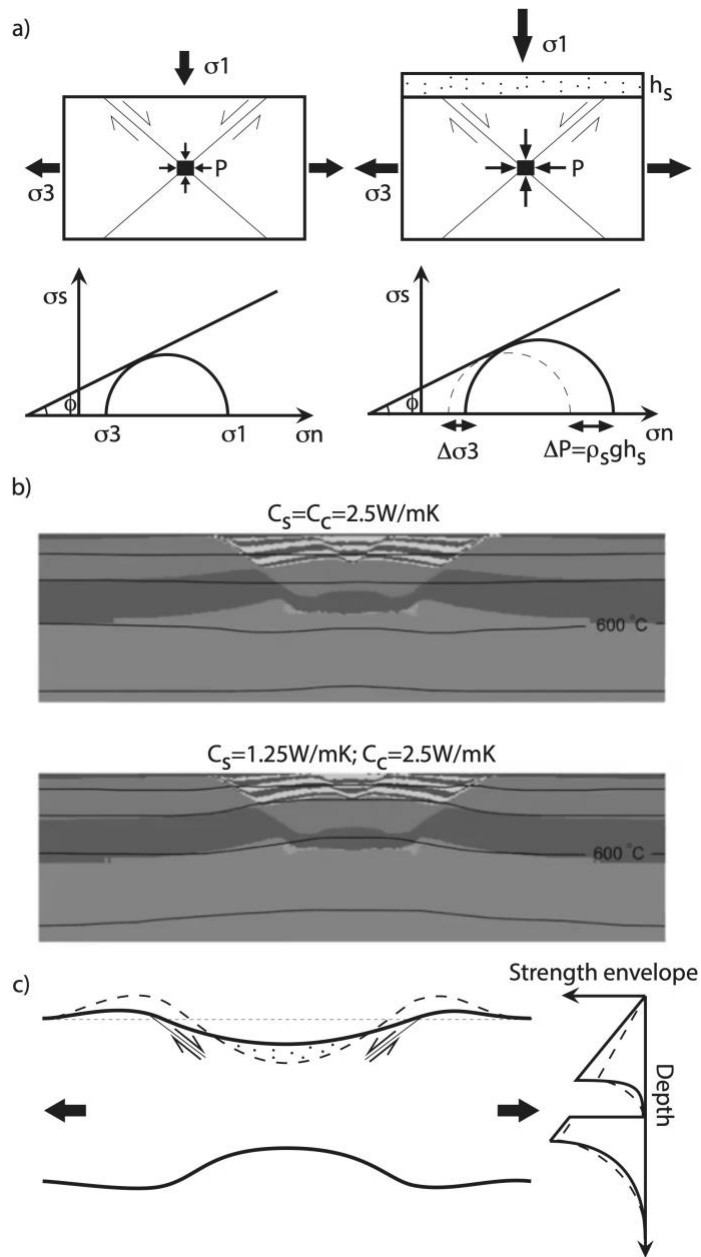 a)
σ1
σ1
hs
P
P
σ3
σ3
σs
σs
ϕ
ϕ
σ3
σ1
σn
σn
Δσ3
ΔP=ρsghs
b)
Cs=Cc=2.5W/mK
600 °C
Cs=1.25W/mK; Cc=2.5W/mK
600 °C
c)
Strength envelope
Depth